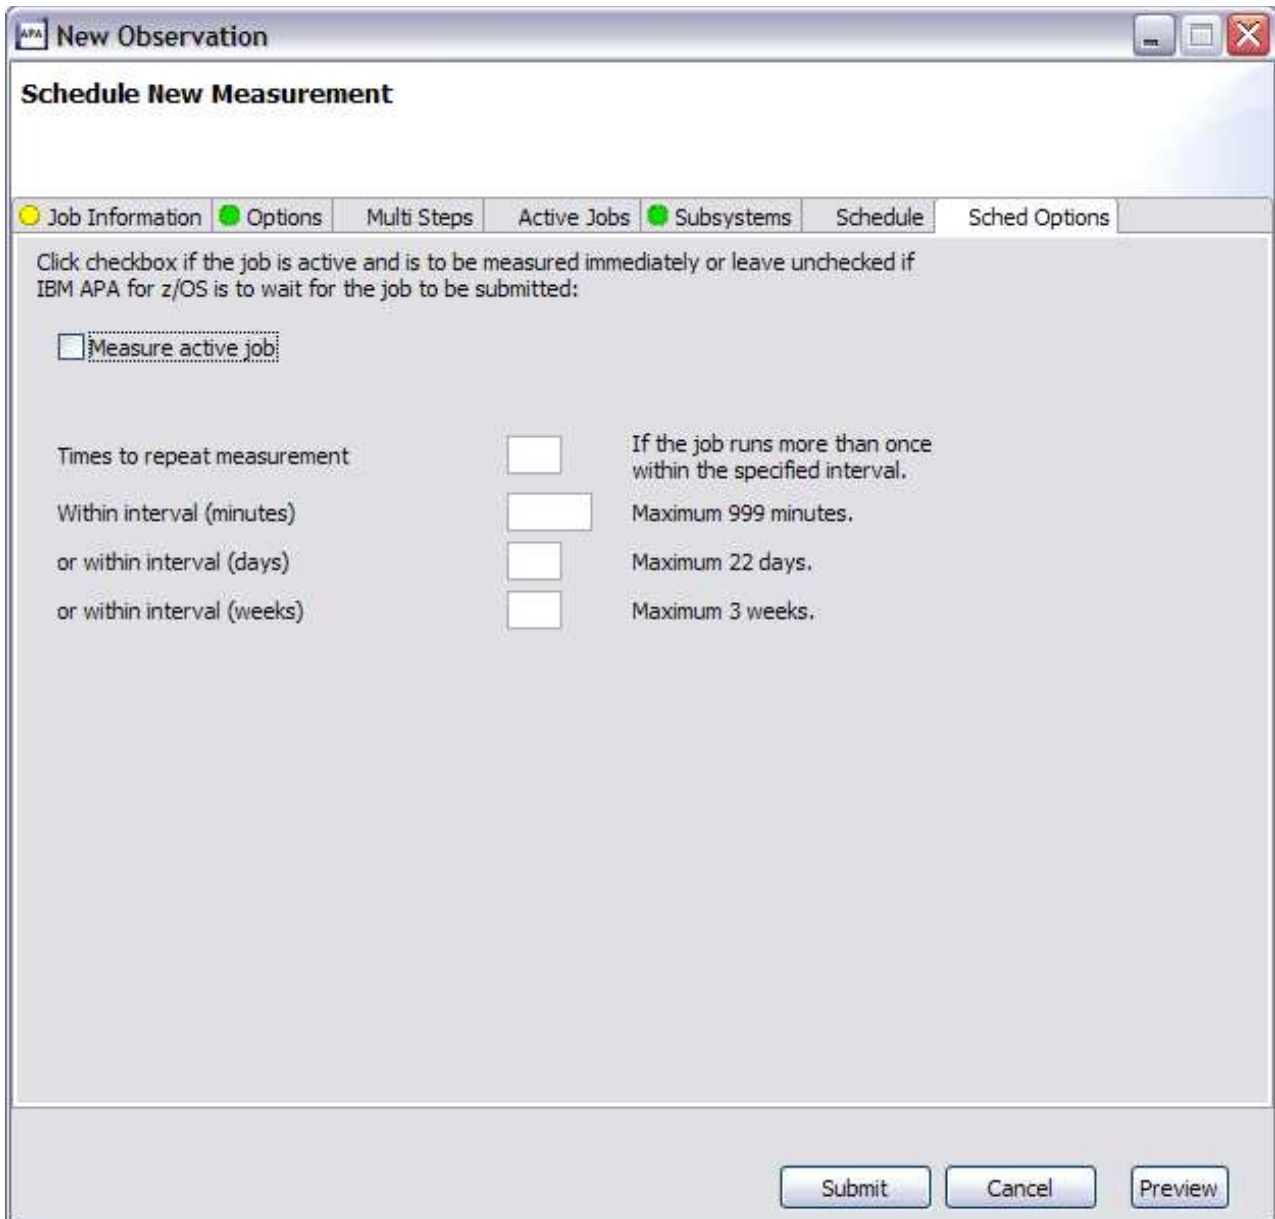 APA New Observation
Schedule New Measurement
Job Information Options Multi Steps Active Jobs Subsystems Schedule Sched Options
Click checkbox if the job is active and is to be measured immediately or leave unchecked if
IBM APA for z/OS is to wait for the job to be submitted:
Measure active job
Times to repeat measurement If the job runs more than once
within the specified interval.
Within interval (minutes) Maximum 999 minutes.
or within interval (days) Maximum 22 days.
or within interval (weeks) Maximum 3 weeks.
Submit Cancel Preview